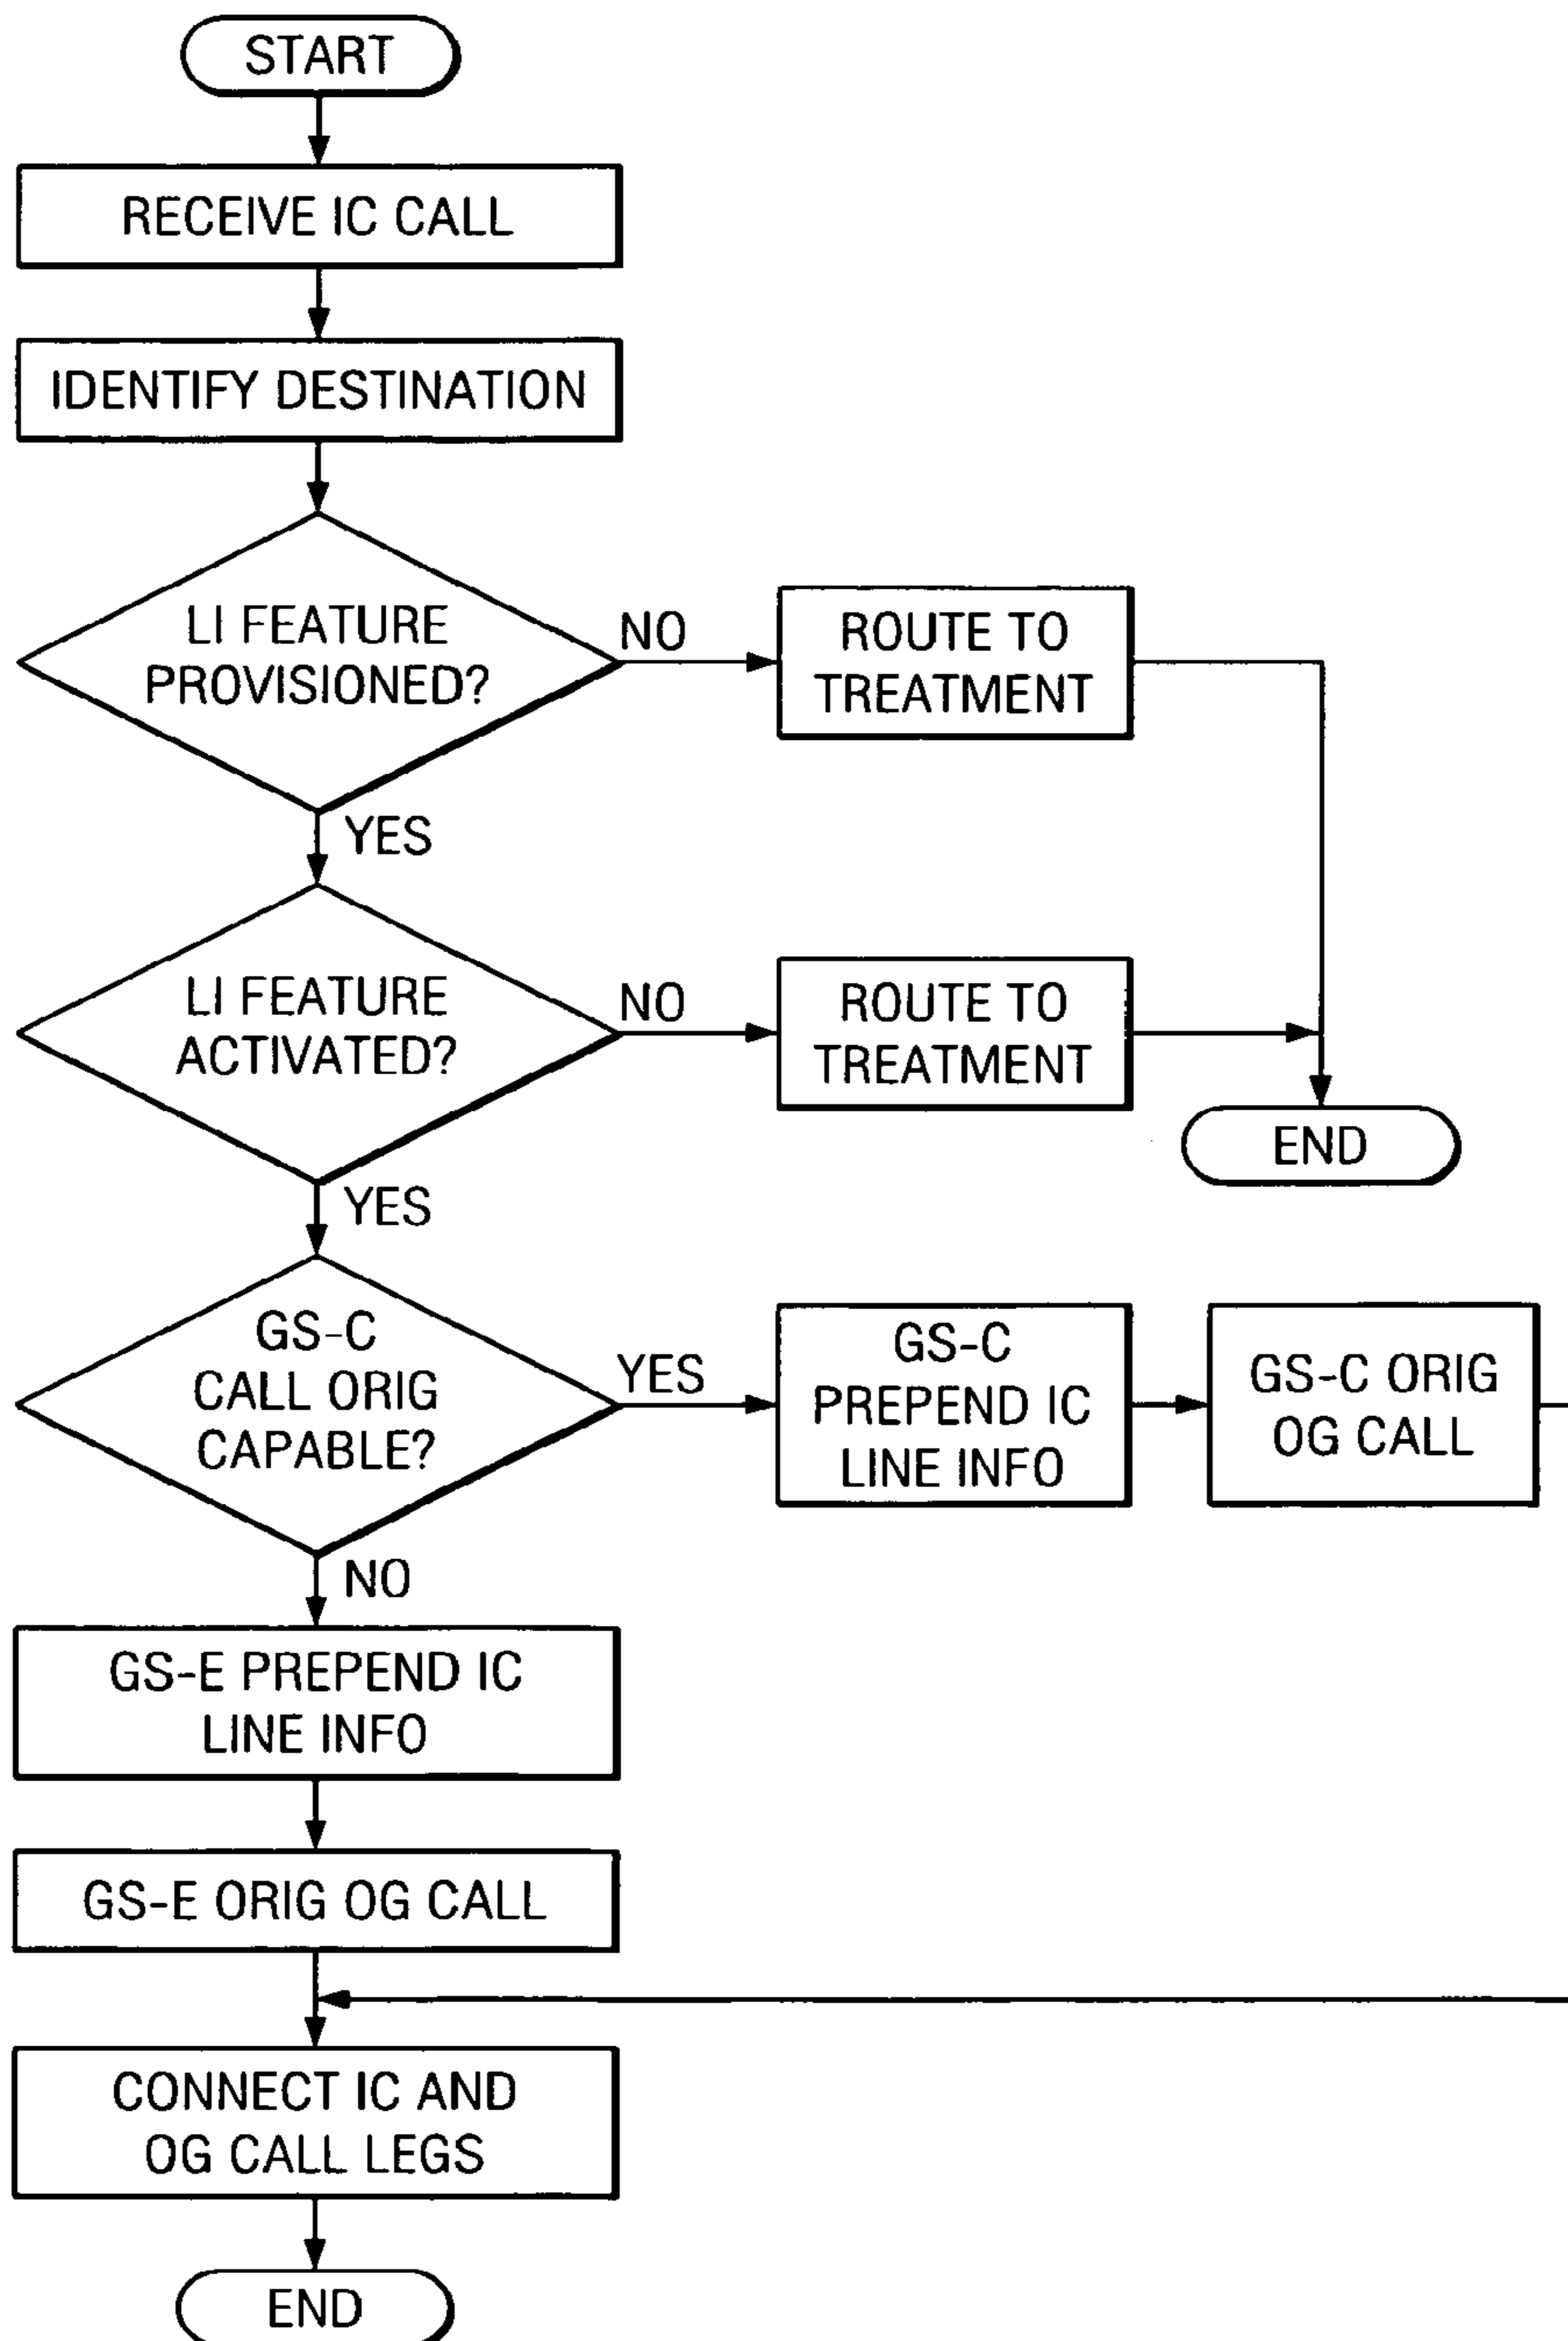 START
RECEIVE IC CALL
IDENTIFY DESTINATION
LI FEATURE
PROVISIONED?
NO
ROUTE TO
TREATMENT
YES
LI FEATURE
ACTIVATED?
NO
ROUTE TO
TREATMENT
END
YES
GS-C
CALL ORIG
CAPABLE?
YES
GS-C
PREPEND IC
LINE INFO
GS-C ORIG
OG CALL
NO
GS-E PREPEND IC
LINE INFO
GS-E ORIG OG CALL
CONNECT IC AND
OG CALL LEGS
END